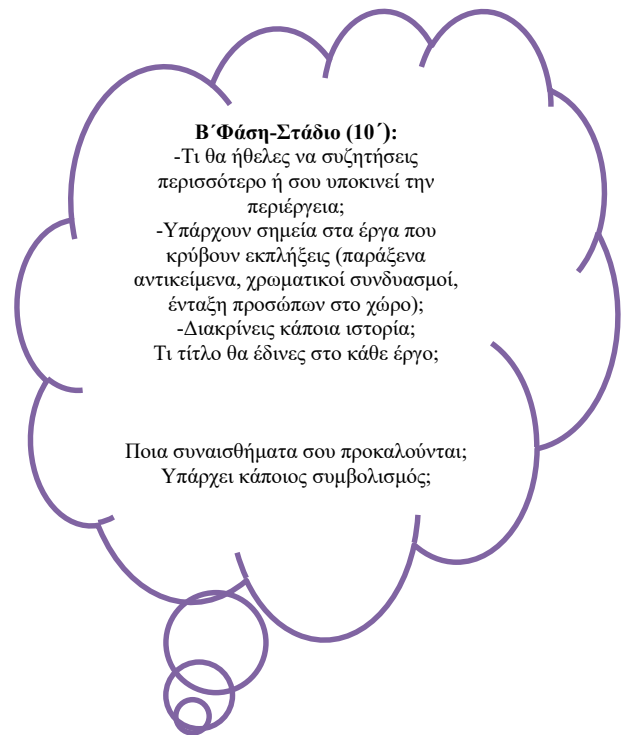 Β΄Φάση-Στάδιο (10΄):
-Τι θα ήθελες να συζητήσεις
περισσότερο ή σου υποκινεί την
περιέργεια;
-Υπάρχουν σημεία στα έργα που
κρύβουν εκπλήξεις (παράξενα
αντικείμενα, χρωματικοί συνδυασμοί,
ένταξη προσώπων στο χώρο);
-Διακρίνεις κάποια ιστορία;
Τι τίτλο θα έδινες στο κάθε έργο;
Ποια συναισθήματα σου προκαλούνται;
Υπάρχει κάποιος συμβολισμός;